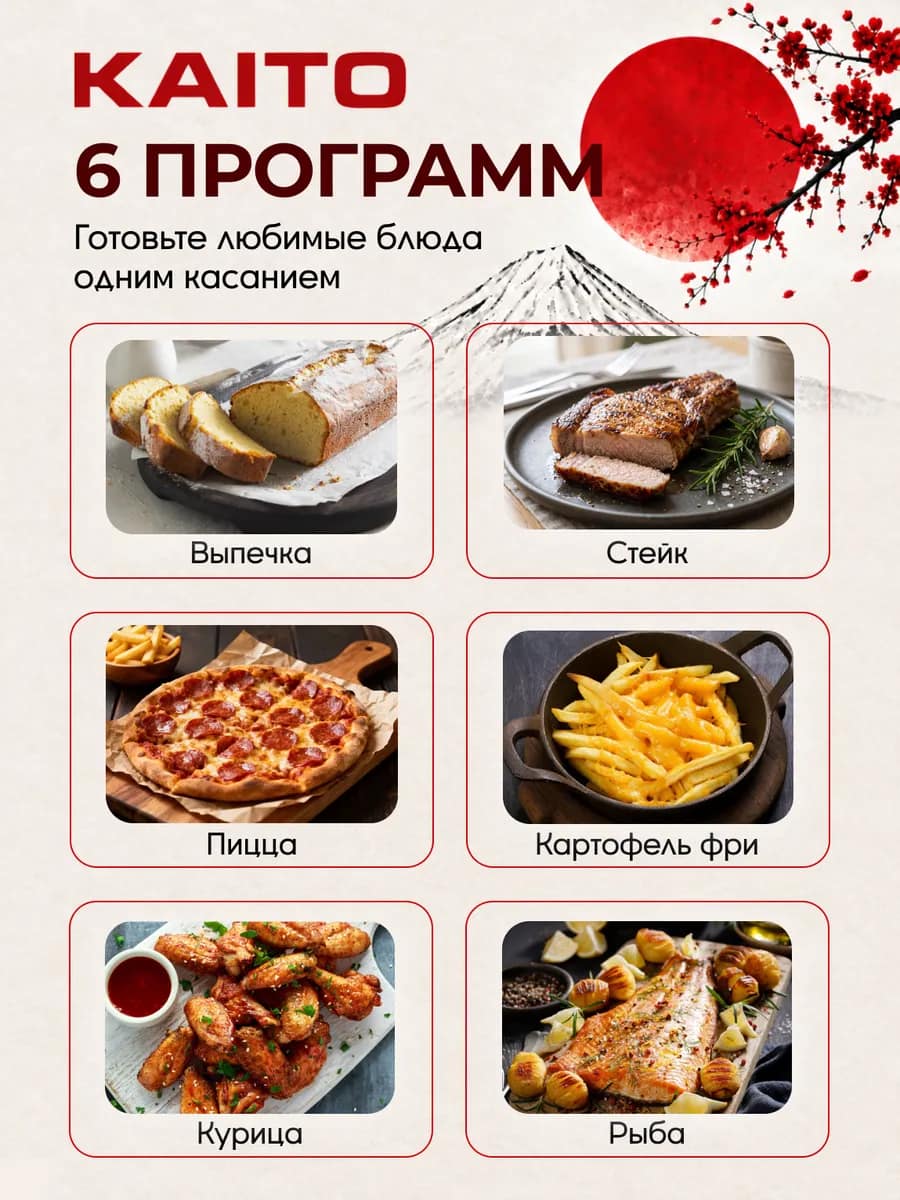 KAITO
6 ПРОГРАММ
Готовьте любимые блюда
одним касанием
Выпечка
Стейк
Пицца
Картофель фри
Курица
Рыба